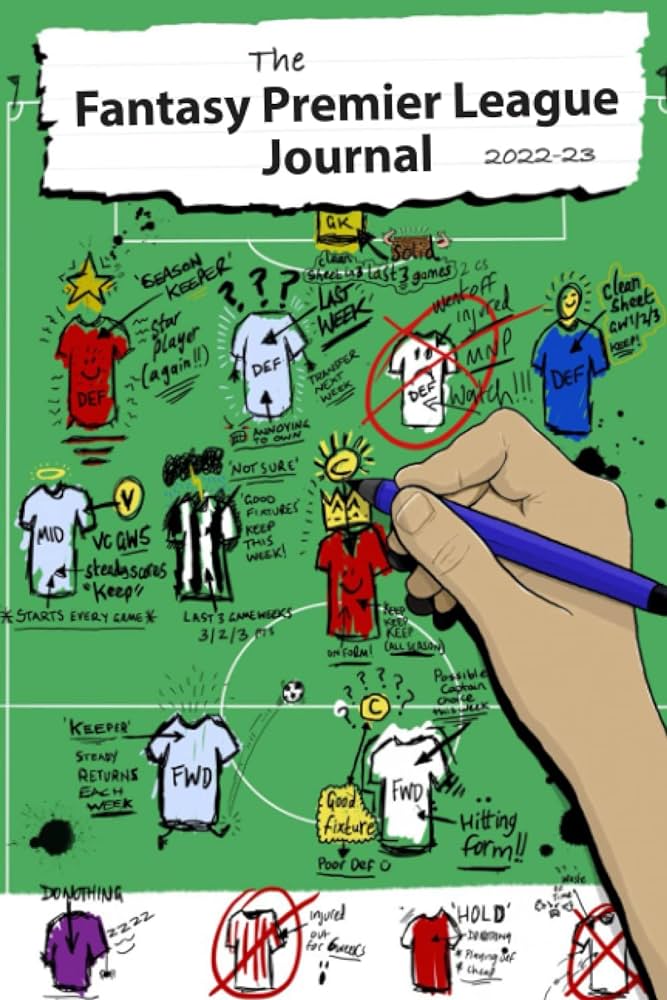 The
Fantasy Premier League
Journal 2022-23
GK
Solid
clean
sheet
last 3 games
2 CS
'SEASON
KEEPER'
Star
player
(again!!)
DEF
? ? ?
LAST
WEEK
DEF
TRANSFER
NEXT
WEEK
ANNOYING
TO OWN
went off
injured
MNP
DEF
Watch!!!
clean
Sheet
GW1/2/3
KEEP!
DEF
MID
V
VC GW5
steady scores
"Keep"
*STARTS EVERY GAME*
'NOT SURE'
'GOOD
FIXTURES'
KEEP
THIS
WEEK!
LAST 3 GAMEWEEKS
3/2/3 pts
C
KEEP
KEEP
KEEP
(ALL SEASON)
ON FORM!
'KEEPER'
STEADY
RETURNS
EACH
WEEK
FWD
? ? ? ? ?
C
Possible
Captain
choice
this week
FWD
Good
fixture
Poor Def
Hitting
form!!
DO NOTHING
zzzz
injured
out
for 6 weeks
'HOLD'
* Playing Def
* Cheap
waste
of
Time